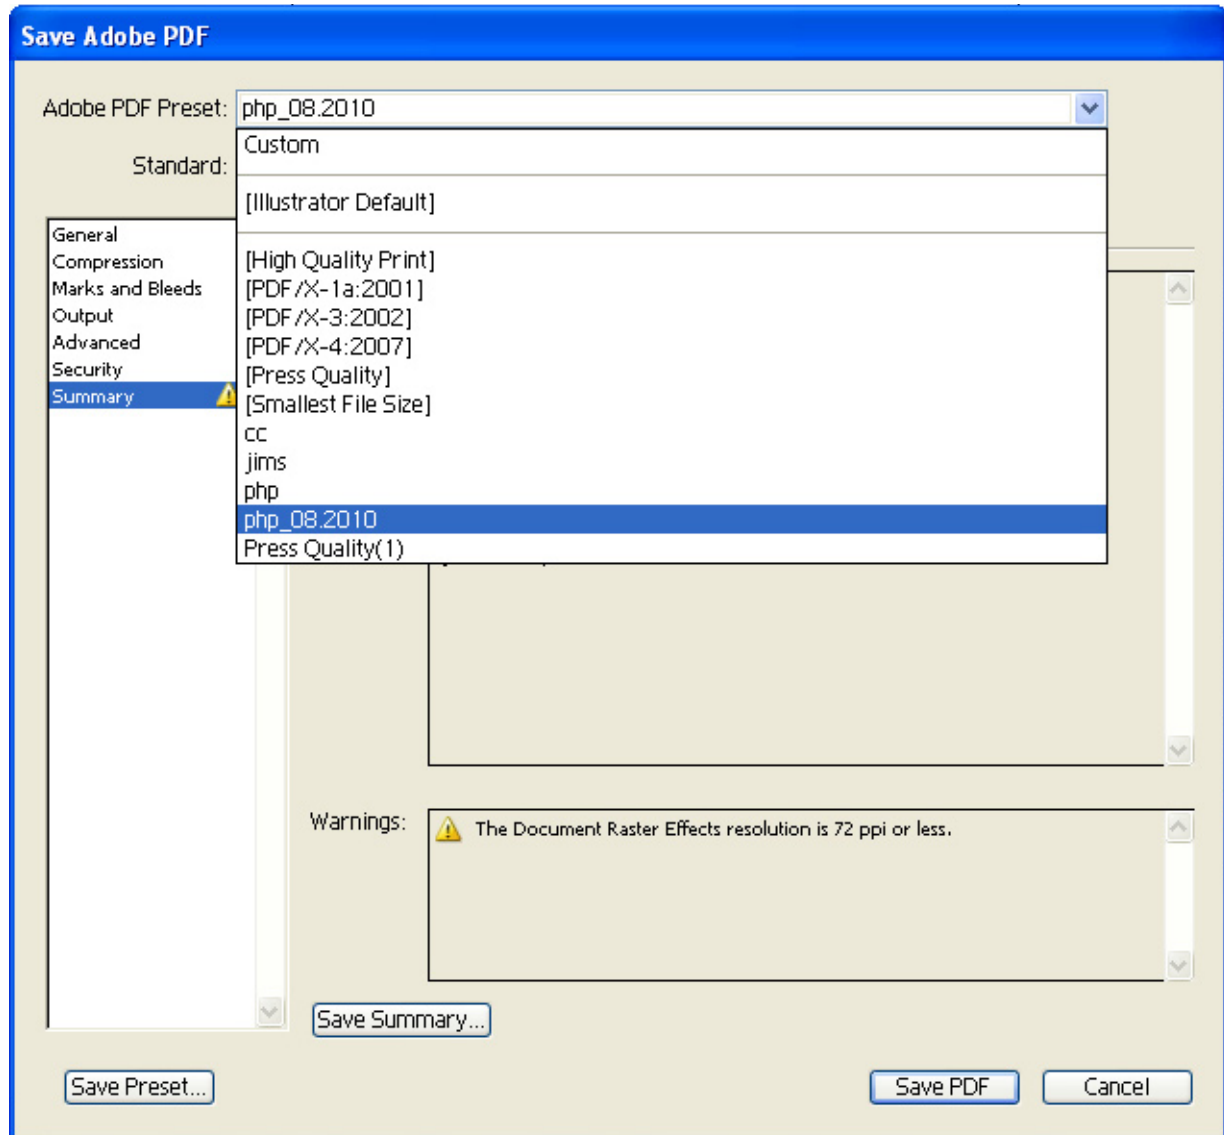 Save Adobe PDF
Adobe PDF Preset: php_08.2010
Custom
Standard:
[Illustrator Default]
General
Compression
Marks and Bleeds
Output
Advanced
Security
Summary
[High Quality Print]
[PDF/X-1a:2001]
[PDF/X-3:2002]
[PDF/X-4:2007]
[Press Quality]
[Smallest File Size]
cc
jims
php
php_08.2010
Press Quality(1)
Warnings:
The Document Raster Effects resolution is 72 ppi or less.
Save Summary...
Save Preset...
Save PDF
Cancel